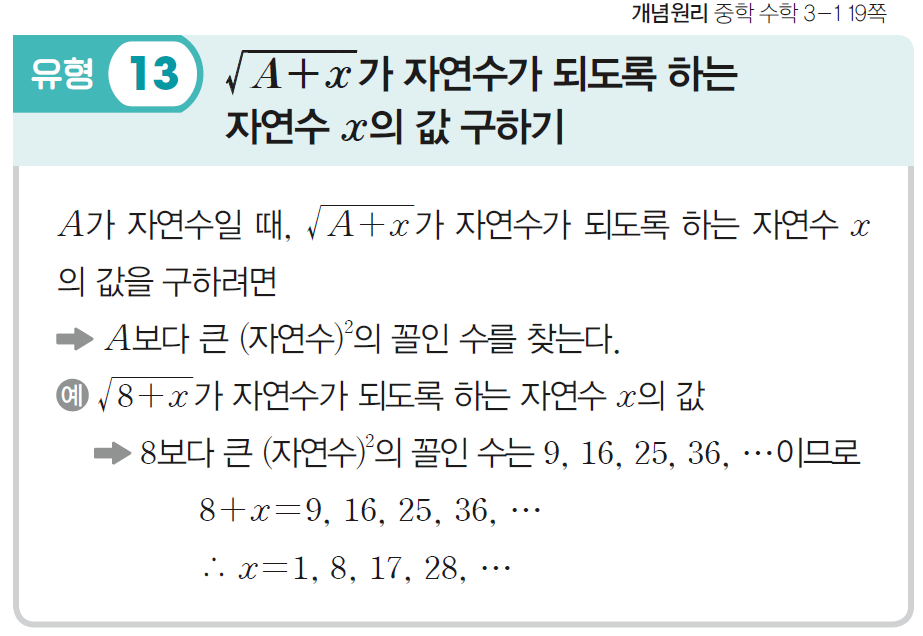 개념원리 중학 수학 3-1 19쪽
유형 13 √(A+x)가 자연수가 되도록 하는
자연수 x의 값 구하기
A가 자연수일 때, √(A+x)가 자연수가 되도록 하는 자연수 x
의 값을 구하려면
➡ A보다 큰 (자연수)²의 꼴인 수를 찾는다.
예 √(8+x)가 자연수가 되도록 하는 자연수 x의 값
➡ 8보다 큰 (자연수)²의 꼴인 수는 9, 16, 25, 36, …이므로
8+x=9, 16, 25, 36, …
∴ x=1, 8, 17, 28, …